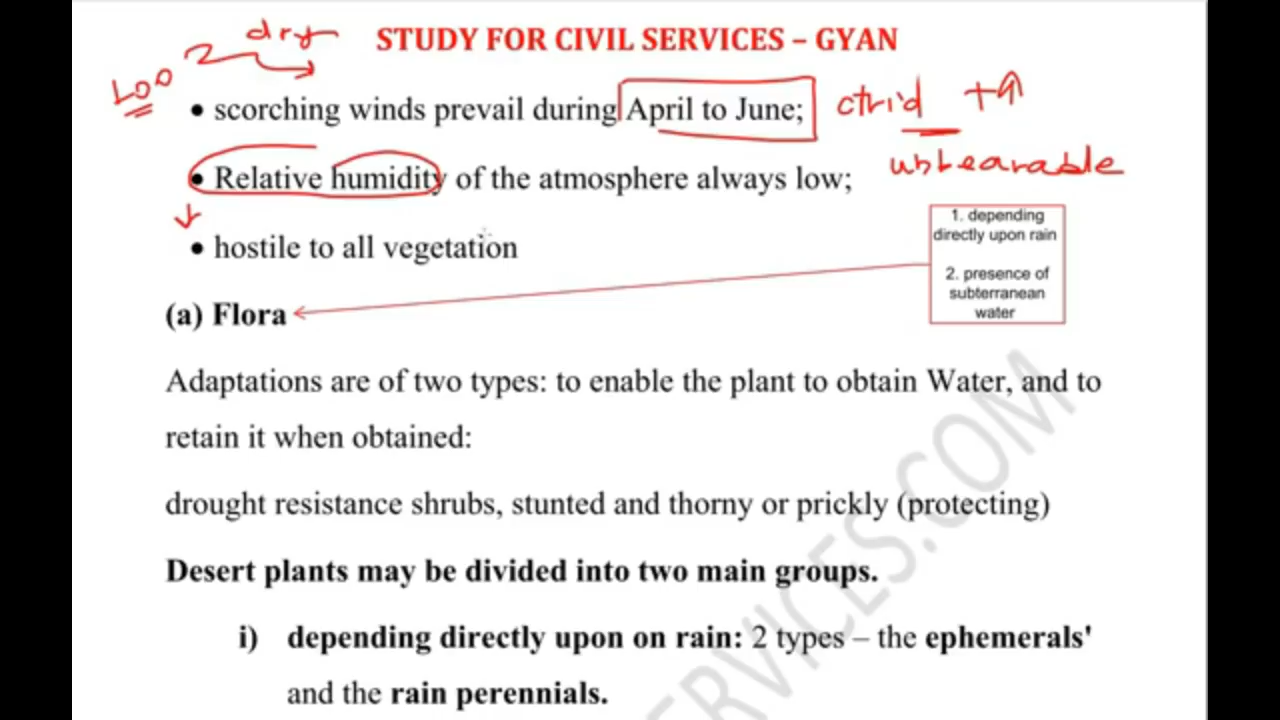 dry
STUDY FOR CIVIL SERVICES – GYAN
Loo
• scorching winds prevail during April to June;
• Relative humidity of the atmosphere always low;
unbearable
• hostile to all vegetation
1. depending
directly upon rain
2. presence of
subterranean
water
(a) Flora
Adaptations are of two types: to enable the plant to obtain Water, and to
retain it when obtained:
drought resistance shrubs, stunted and thorny or prickly (protecting)
Desert plants may be divided into two main groups.
i) depending directly upon on rain: 2 types – the ephemerals'
and the rain perennials.
SERVICES.COM